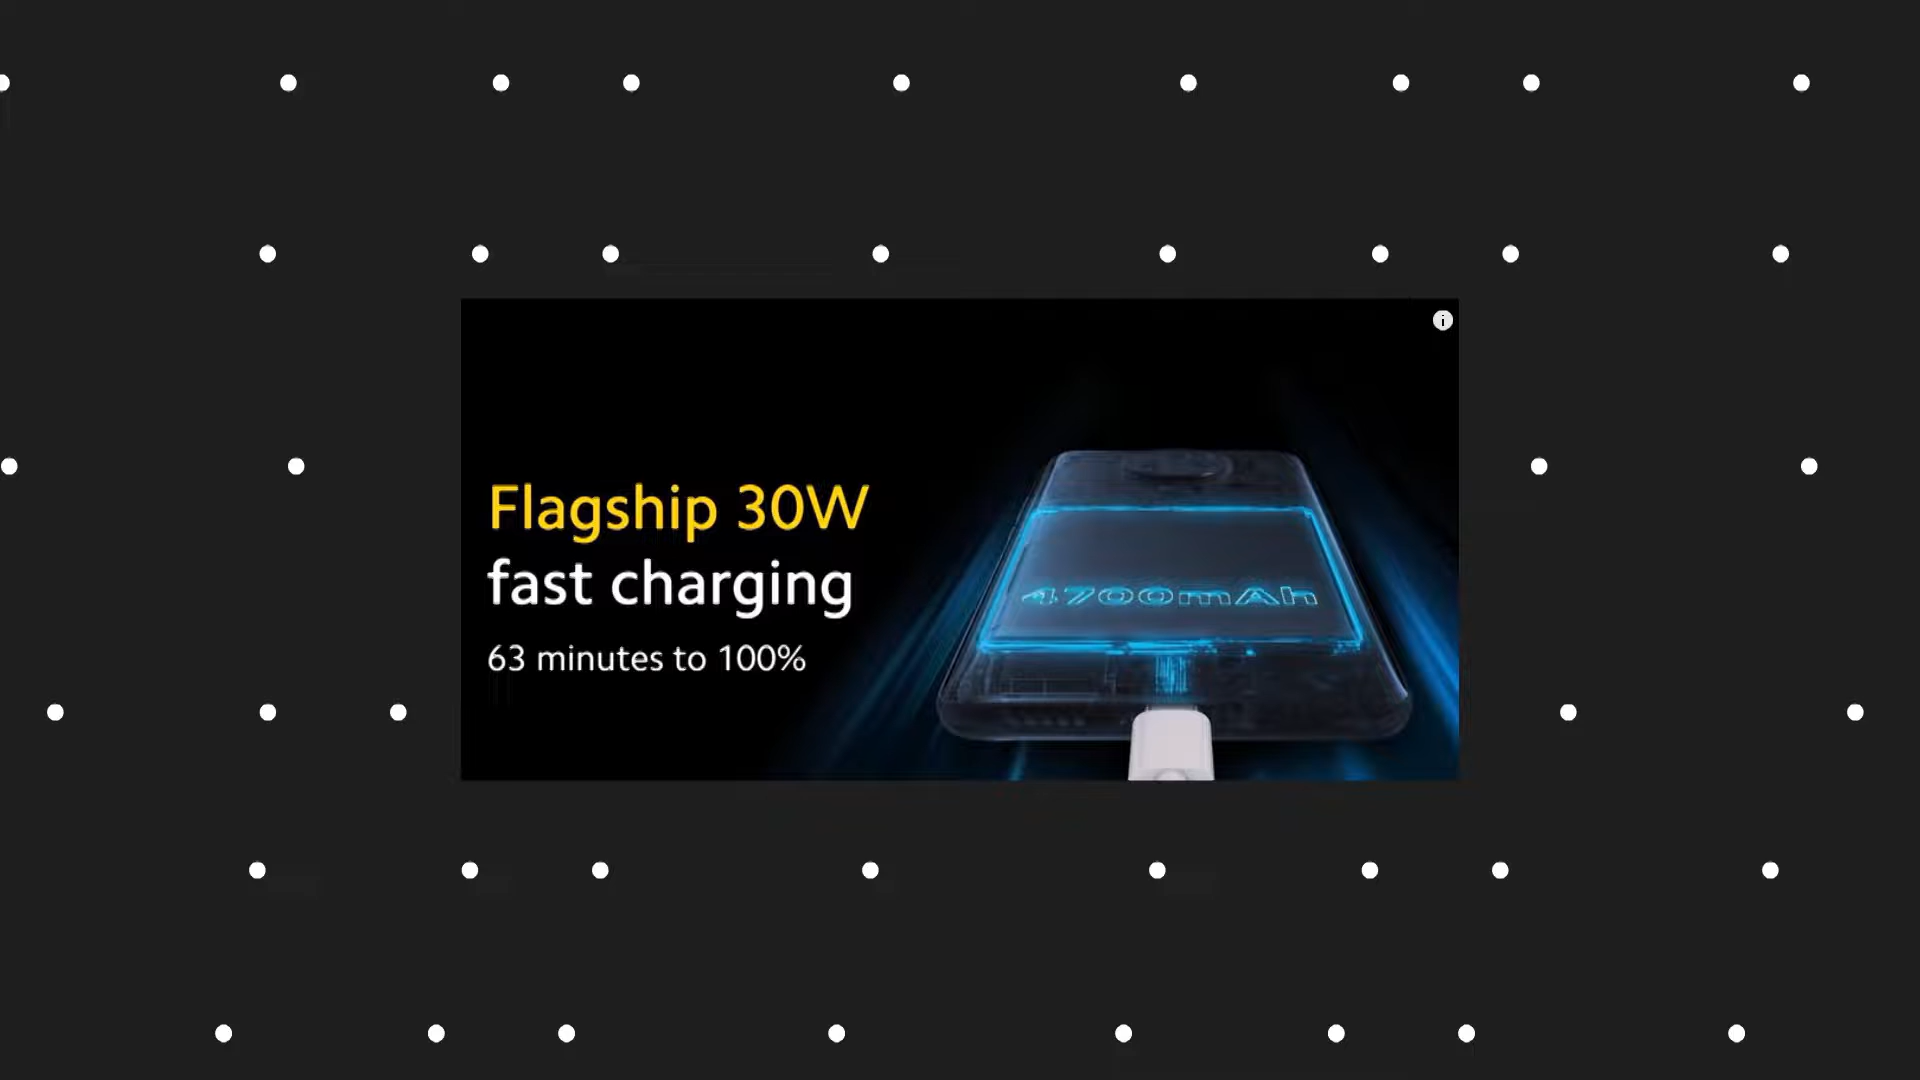 Flagship 30W
fast charging
63 minutes to 100%
4700mAh
i